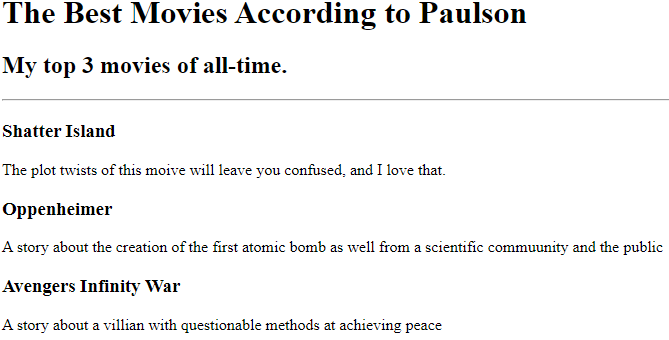 The Best Movies According to Paulson
My top 3 movies of all-time.
Shatter Island
The plot twists of this moive will leave you confused, and I love that.
Oppenheimer
A story about the creation of the first atomic bomb as well from a scientific commuunity and the public
Avengers Infinity War
A story about a villian with questionable methods at achieving peace